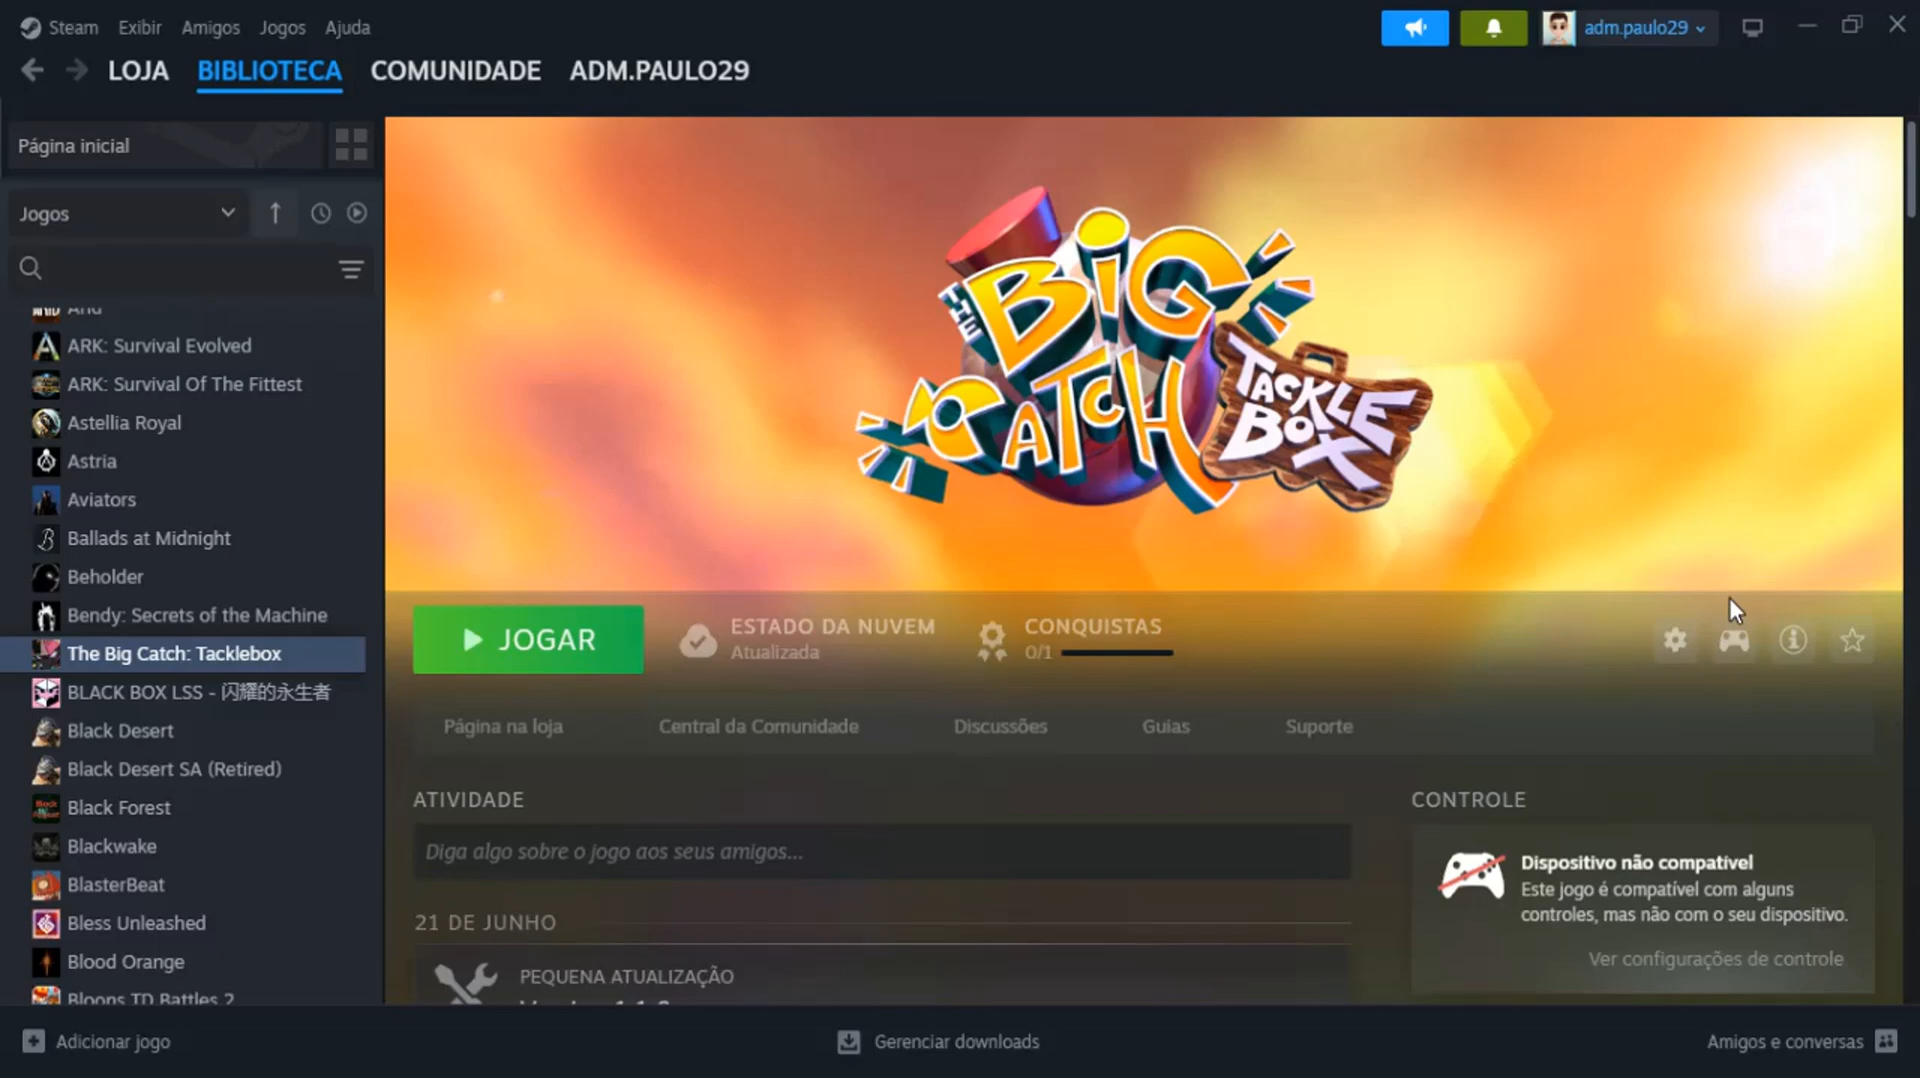 Steam Exibir Amigos Jogos Ajuda
adm.paulo29
LOJA BIBLIOTECA COMUNIDADE ADM.PAULO29
Página inicial
Jogos
ARK: Survival Evolved
ARK: Survival Of The Fittest
Astellia Royal
Astria
Aviators
Ballads at Midnight
Beholder
Bendy: Secrets of the Machine
The Big Catch: Tacklebox
BLACK BOX LSS - 闪耀的永生者
Black Desert
Black Desert SA (Retired)
Black Forest
Blackwake
BlasterBeat
Bless Unleashed
Blood Orange
Bloons TD Battles 2
THE BIG CATCH
TACKLE BOX
JOGAR
ESTADO DA NUVEM
Atualizada
CONQUISTAS
0/1
Página na loja Central da Comunidade Discussões Guias Suporte
ATIVIDADE
Diga algo sobre o jogo aos seus amigos...
21 DE JUNHO
PEQUENA ATUALIZAÇÃO
CONTROLE
Dispositivo não compatível
Este jogo é compatível com alguns
controles, mas não com o seu dispositivo.
Ver configurações de controle
Adicionar jogo
Gerenciar downloads
Amigos e conversas